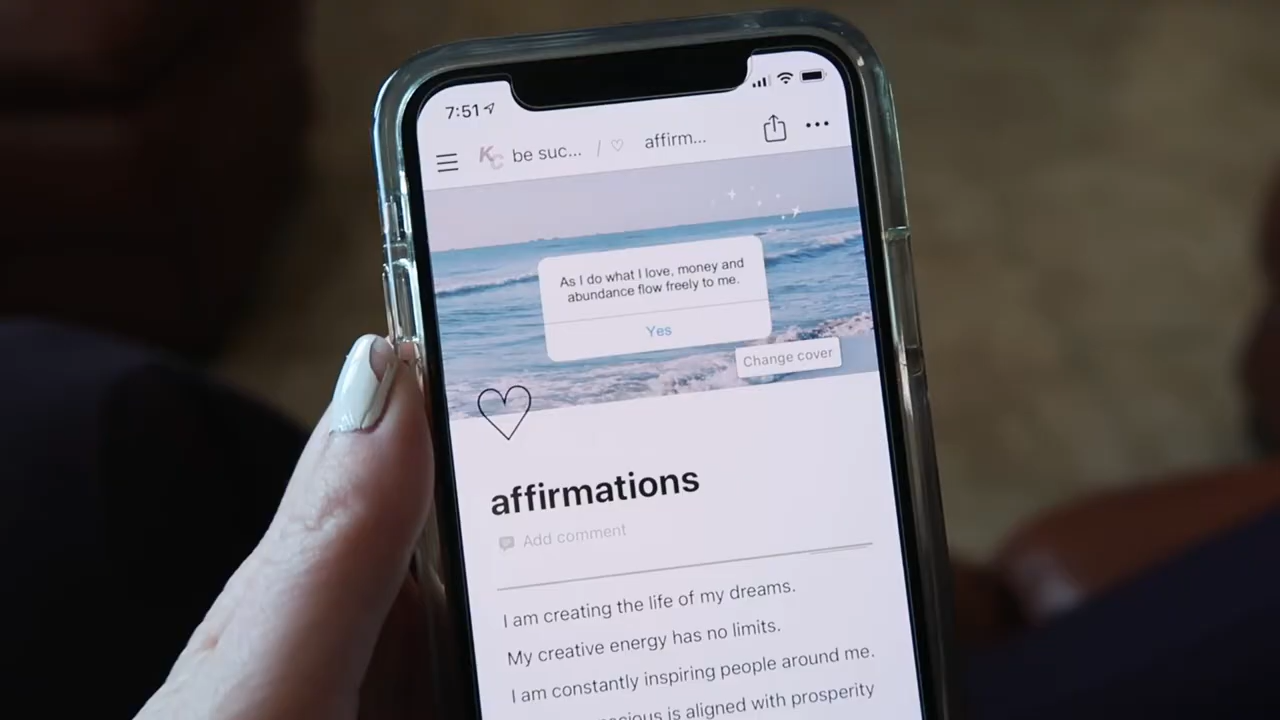 7:51
KC be suc... / ♡ affirm...
As I do what I love, money and
abundance flow freely to me.
Yes
Change cover
affirmations
Add comment
I am creating the life of my dreams.
My creative energy has no limits.
I am constantly inspiring people around me.
is aligned with prosperity